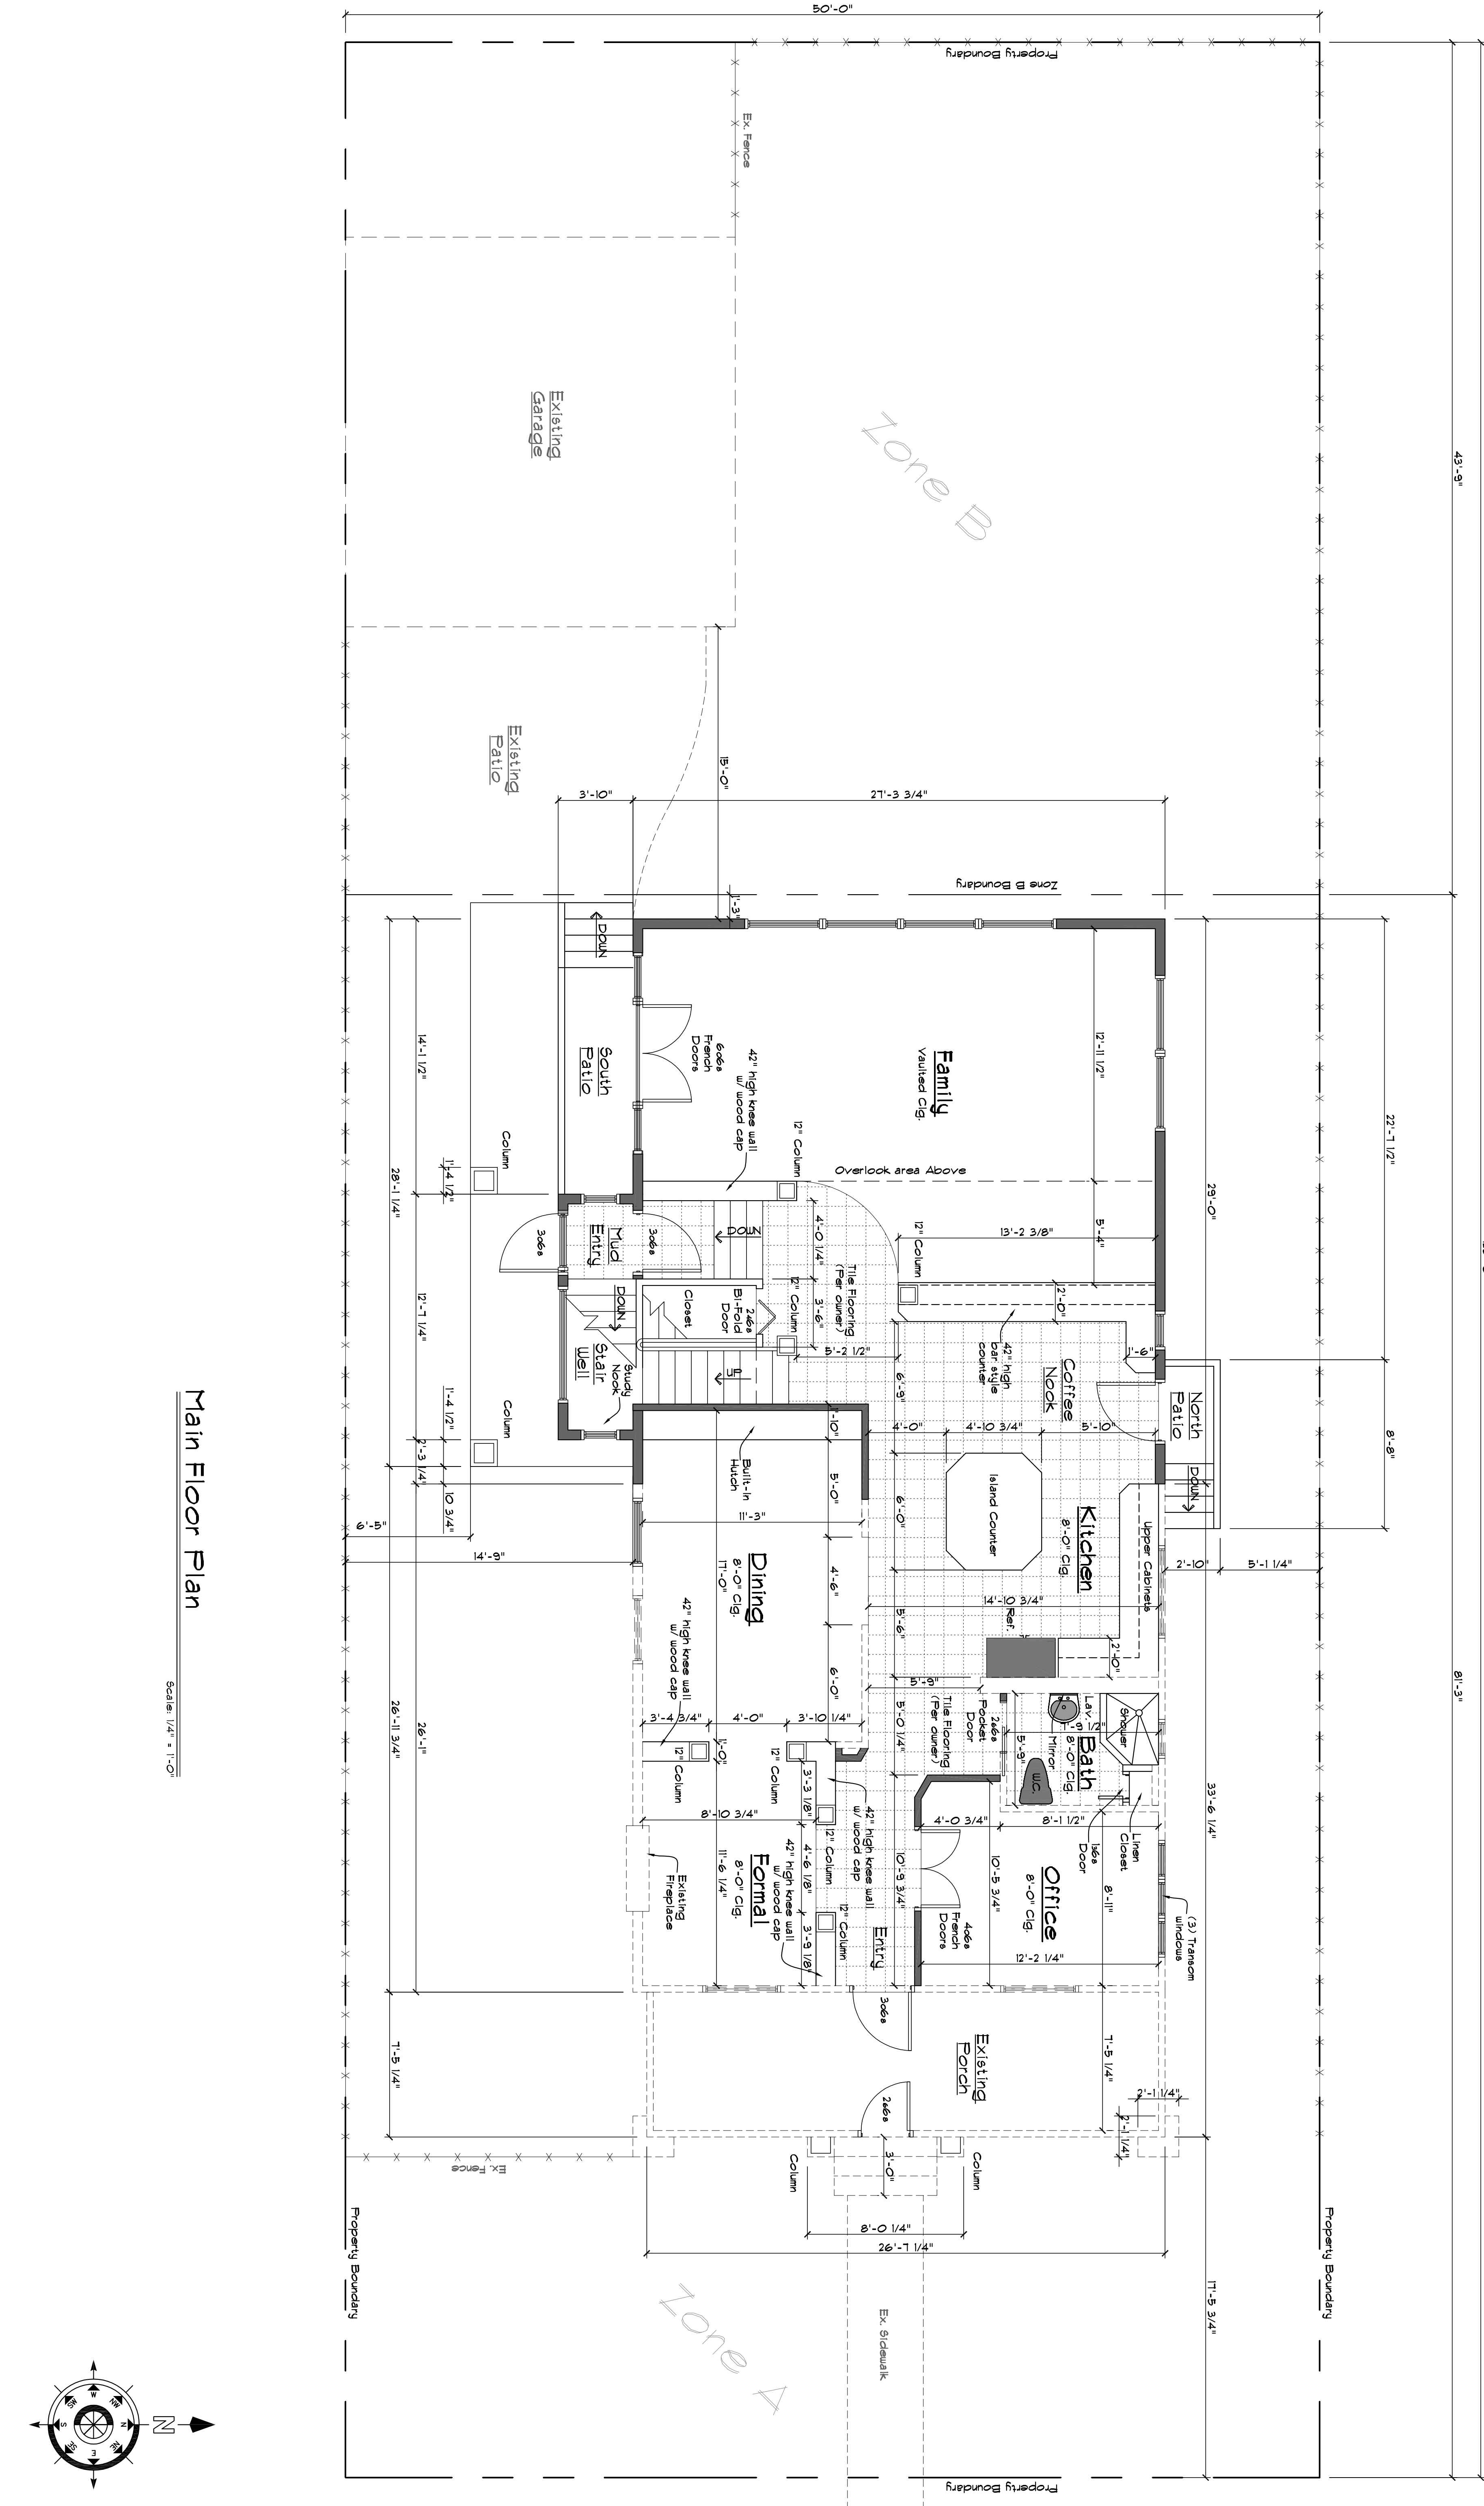 50'-0"
Property Boundary
43'-9"
81'-3"
Ex. Fence
Existing
Garage
Zone B
Existing
Patio
15'-0"
3'-10"
27'-3 3/4"
Zone B Boundary
1'-3"
DOWN
South
Patio
6068
French
Doors
42" high knee wall
w/ wood cap
12" Column
Family
Vaulted Clg.
12'-11 1/2"
Overlook area Above
5'-4"
13'-2 3/8"
14'-1 1/2"
28'-1 1/4"
1'-4 1/2"
Column
22'-7 1/2"
29'-0"
8'-8"
3068
Mud
Entry
3068
DOWN
4'-0 1/4"
Tile Flooring
(Per owner)
12" Column
12" Column
3'-6"
5'-2 1/2"
2468
Bi-Fold
Door
Closet
DOWN
Stair
Well
Study
Nook
UP
12'-7 1/4"
1'-4 1/2"
2'-3 1/4"
10 3/4"
Column
6'-5"
14'-9"
2'-0"
42" high
bar style
counter
1'-6"
Coffee
Nook
6'-9"
North
Patio
DOWN
4'-0"
4'-10 3/4"
5'-10"
1'-10"
Built-In
Hutch
5'-0"
11'-3"
Dining
8'-0" Clg.
17'-0"
4'-6"
6'-0"
Island Counter
6'-0"
Kitchen
8'-0" Clg.
Upper Cabinets
2'-10"
5'-1 1/4"
14'-10 3/4"
5'-6"
Ref.
2'-0"
42" high knee wall
w/ wood cap
3'-4 3/4"
4'-0"
3'-10 1/4"
5'-9"
5'-0 1/4"
Tile Flooring
(Per owner)
2668
Pocket
Door
5'-9"
Lav.
Mirror
Shower
Bath
8'-0" Clg.
W.C.
Linen
Closet
1368
Door
33'-6 1/4"
26'-11 3/4"
26'-1"
1'-0"
12" Column
12" Column
3'-3 1/8"
8'-10 3/4"
12" Column
42" high knee wall
w/ wood cap
4'-0 3/4"
8'-1 1/2"
4'-6 1/8"
11'-6 1/4"
Formal
8'-0" Clg.
42" high knee wall
w/ wood cap
Existing
Fireplace
3'-9 1/8"
12" Column
10'-9 3/4"
Entry
4068
French
Doors
10'-5 3/4"
Office
8'-0" Clg.
8'-11"
12'-2 1/4"
(3) Transom
windows
3068
Existing
Porch
2668
7'-5 1/4"
7'-5 1/4"
2'-1 1/4"
2'-1 1/4"
Ex. Fence
Column
3'-0"
Column
8'-0 1/4"
26'-7 1/4"
Property Boundary
Property Boundary
17'-5 3/4"
Zone A
Ex. Sidewalk
Property Boundary
Main Floor Plan
Scale: 1/4" = 1'-0"
N
W
NW
N
NE
E
SE
S
SW